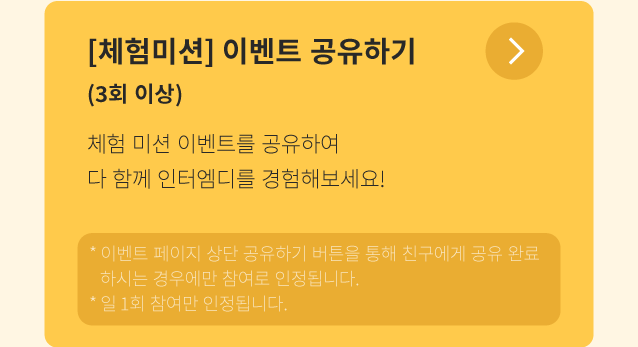 [체험미션] 이벤트 공유하기
(3회 이상)
체험 미션 이벤트를 공유하여
다 함께 인터엠디를 경험해보세요!
* 이벤트 페이지 상단 공유하기 버튼을 통해 친구에게 공유 완료
하시는 경우에만 참여로 인정됩니다.
* 일 1회 참여만 인정됩니다.